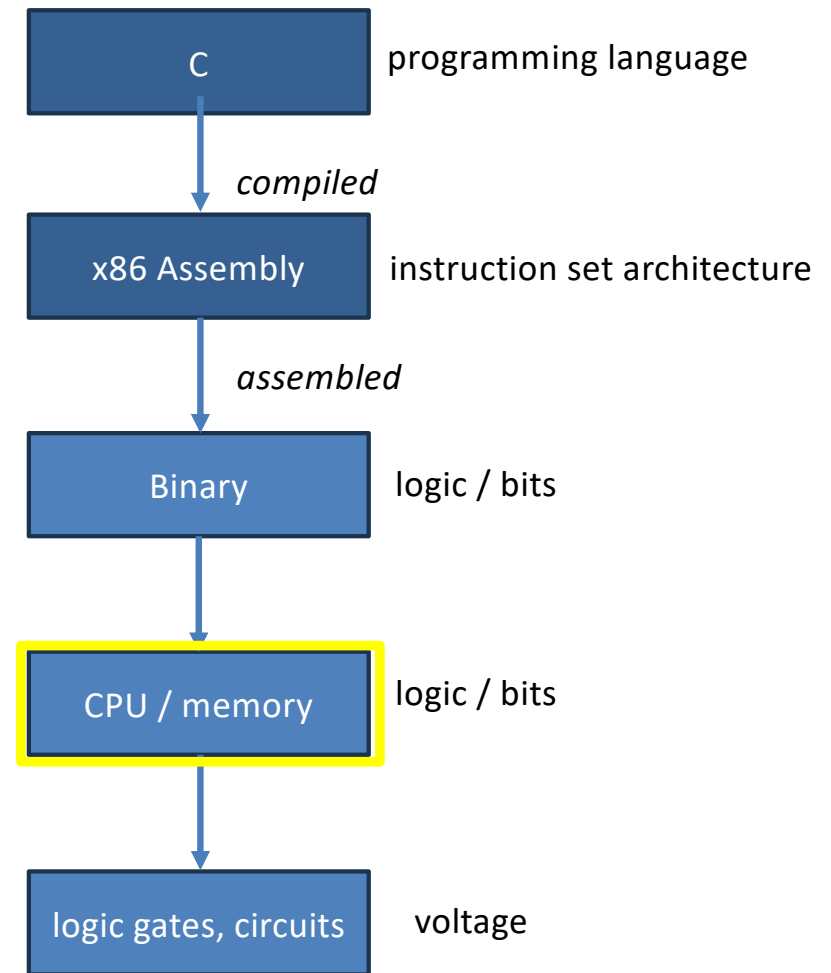 C
programming language
compiled
x86 Assembly
instruction set architecture
assembled
Binary
logic / bits
CPU / memory
logic / bits
logic gates, circuits
voltage